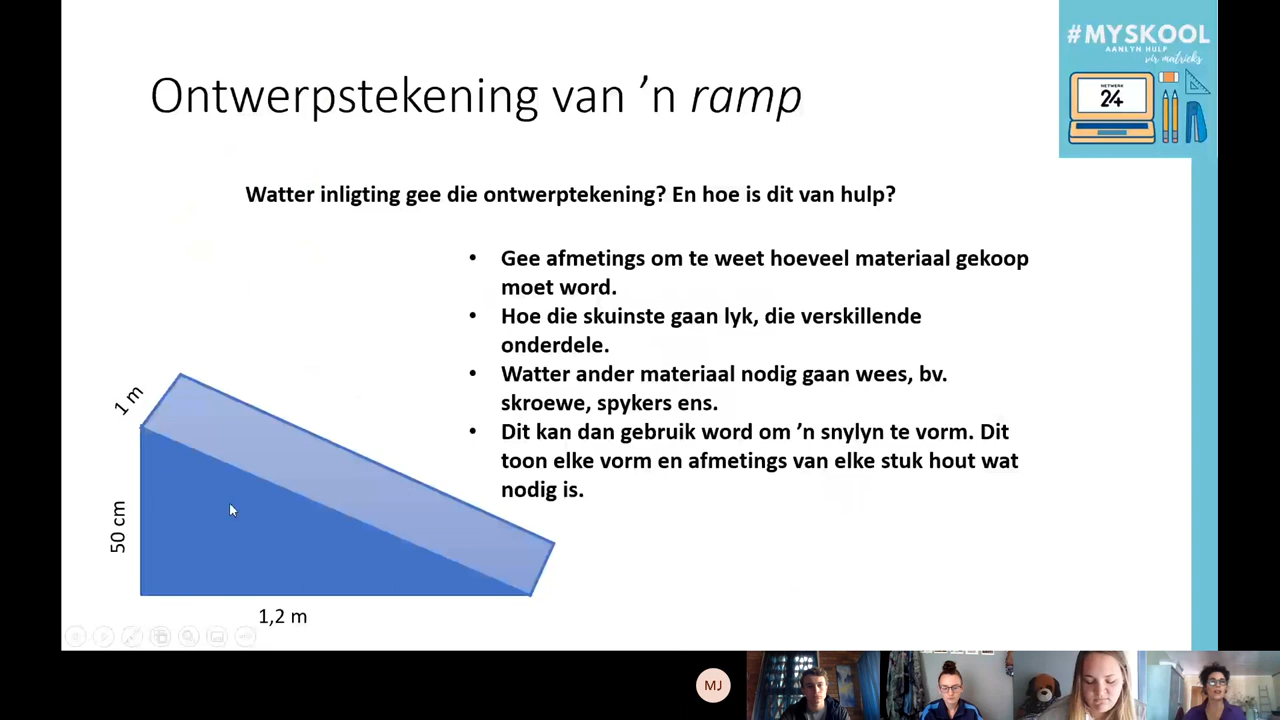 #MYSKOOL
AANLYN HULP
vir matrieks
NETWERK
24
Ontwerpstekening van ’n ramp
Watter inligting gee die ontwerptekening? En hoe is dit van hulp?
• Gee afmetings om te weet hoeveel materiaal gekoop
moet word.
• Hoe die skuinste gaan lyk, die verskillende
onderdele.
• Watter ander materiaal nodig gaan wees, bv.
skroewe, spykers ens.
• Dit kan dan gebruik word om ’n snylyn te vorm. Dit
toon elke vorm en afmetings van elke stuk hout wat
nodig is.
1 m
50 cm
1,2 m
MJ